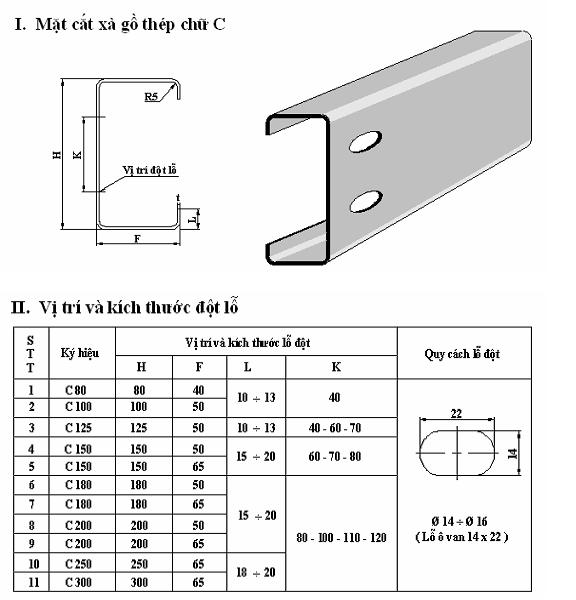 I. Mặt cắt xà gồ thép chữ C
R5
H
K
Vị trí đột lỗ
t
L
F
II. Vị trí và kích thước đột lỗ
STT Ký hiệu Vị trí và kích thước lỗ đột Quy cách lỗ đột
H F L K
1 C 80 80 40 10 ÷ 13 40
2 C 100 100 50
3 C 125 125 50 10 ÷ 13 40 - 60 - 70
4 C 150 150 50 15 ÷ 20 60 - 70 - 80
5 C 150 150 65
6 C 180 180 50 15 ÷ 20 80 - 100 - 110 - 120
7 C 180 180 65
8 C 200 200 50
9 C 200 200 65
10 C 250 250 65 18 ÷ 20
11 C 300 300 65
22
14
Ø 14 ÷ Ø 16
( Lỗ ô van 14 x 22 )